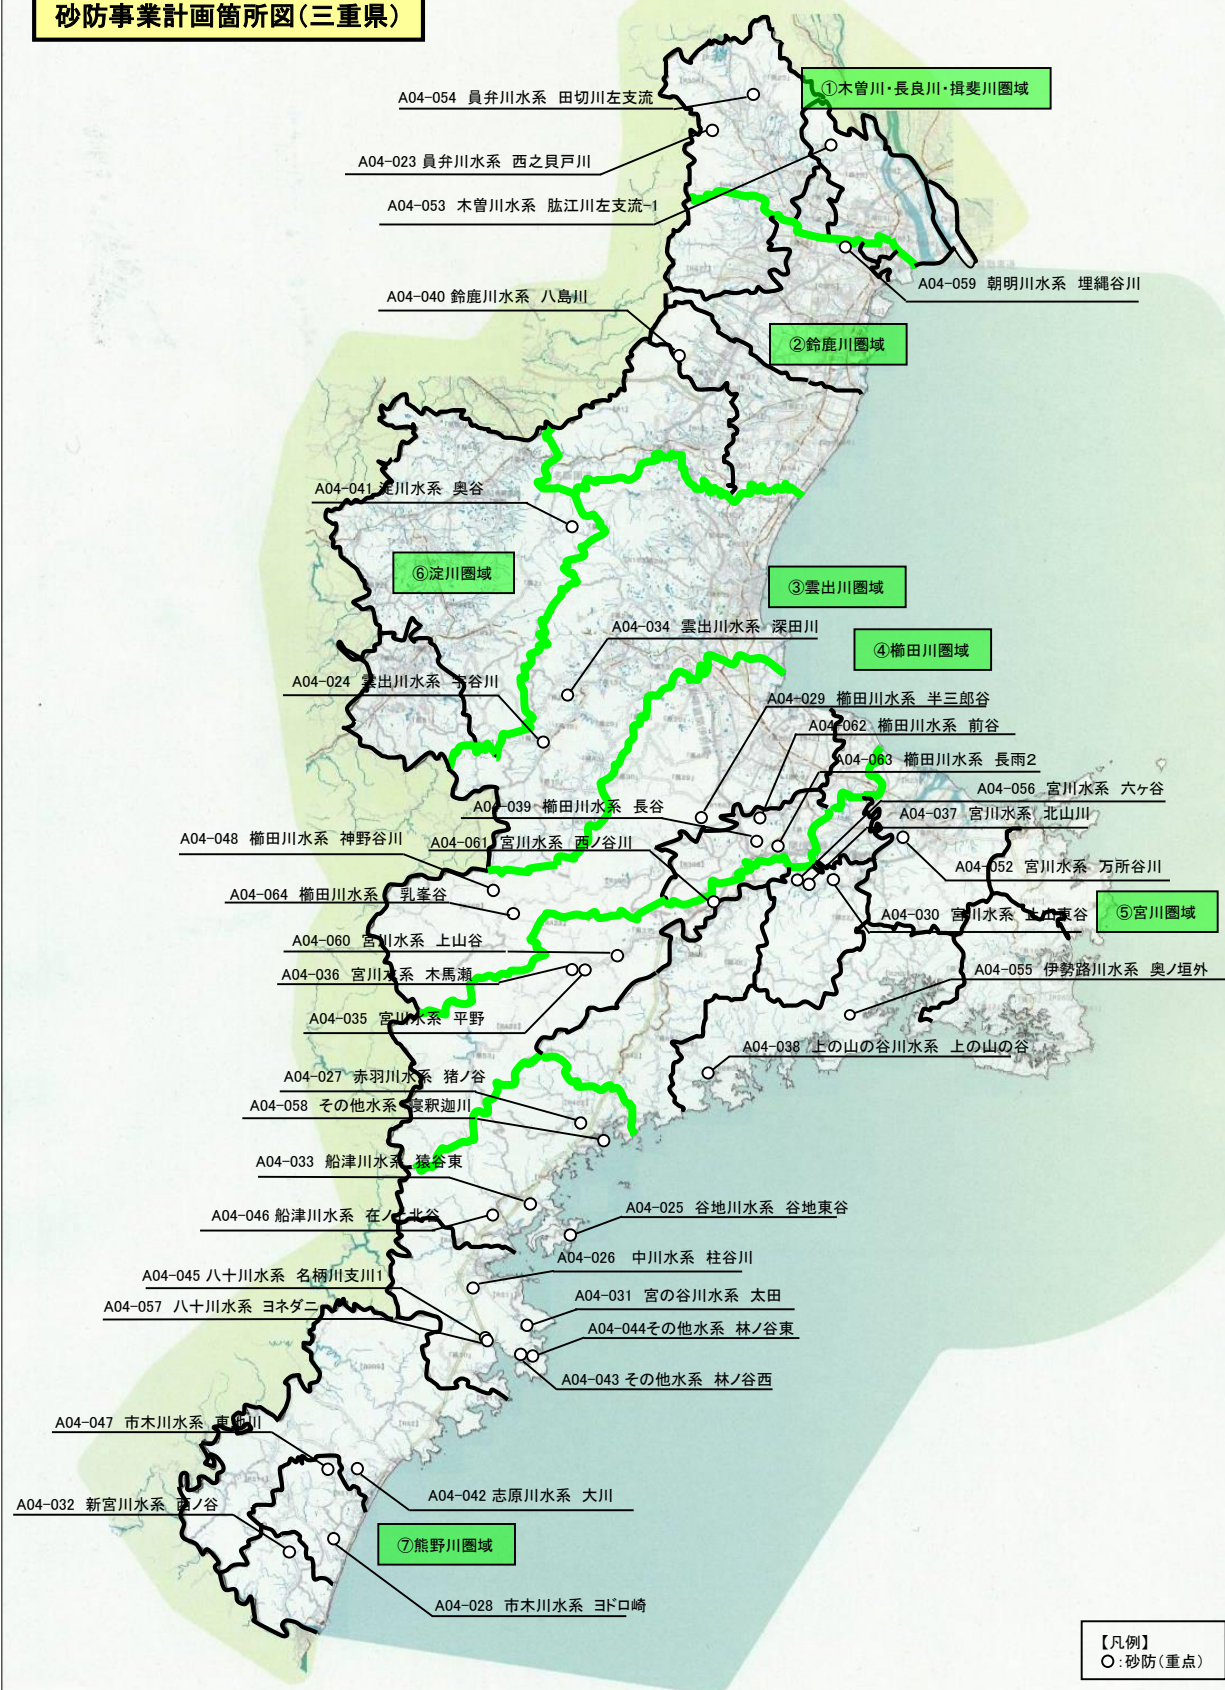 砂防事業計画箇所図(三重県)
①木曽川・長良川・揖斐川圏域
A04-054 員弁川水系 田切川左支流
A04-023 員弁川水系 西之貝戸川
A04-053 木曽川水系 肱江川左支流-1
A04-059 朝明川水系 埋縄谷川
A04-040 鈴鹿川水系 八島川
②鈴鹿川圏域
A04-041 淀川水系 奥谷
⑥淀川圏域
③雲出川圏域
A04-034 雲出川水系 深田川
④櫛田川圏域
A04-024 雲出川水系 宇谷川
A04-029 櫛田川水系 半三郎谷
A04-062 櫛田川水系 前谷
A04-063 櫛田川水系 長雨2
A04-056 宮川水系 六ヶ谷
A04-039 櫛田川水系 長谷
A04-037 宮川水系 北山川
A04-048 櫛田川水系 神野谷川
A04-061 宮川水系 西ノ谷川
A04-052 宮川水系 万所谷川
A04-064 櫛田川水系 乳峯谷
A04-030 宮川水系 上出東谷
⑤宮川圏域
A04-060 宮川水系 上山谷
A04-036 宮川水系 木馬瀬
A04-055 伊勢路川水系 奥ノ垣外
A04-035 宮川水系 平野
A04-038 上の山の谷川水系 上の山の谷
A04-027 赤羽川水系 猪ノ谷
A04-058 その他水系 寝釈迦川
A04-033 船津川水系 猿谷東
A04-046 船津川水系 在ノ上北谷
A04-025 谷地川水系 谷地東谷
A04-026 中川水系 柱谷川
A04-045 八十川水系 名柄川支川1
A04-031 宮の谷川水系 太田
A04-057 八十川水系 ヨネダニ
A04-044その他水系 林ノ谷東
A04-043 その他水系 林ノ谷西
A04-047 市木川水系 東地川
A04-042 志原川水系 大川
A04-032 新宮川水系 西ノ谷
⑦熊野川圏域
A04-028 市木川水系 ヨドロ崎
【凡例】
○:砂防(重点)